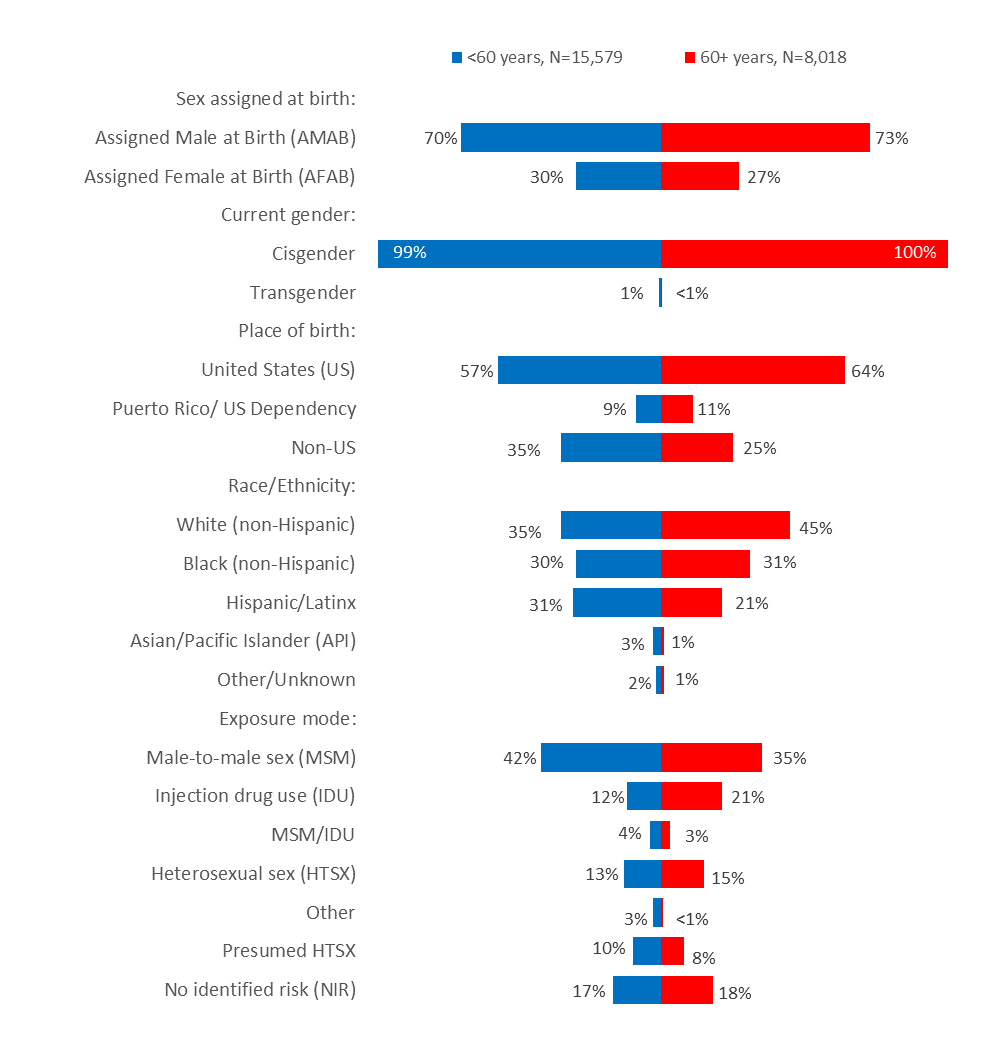 <60 years, N=15,579 60+ years, N=8,018
Sex assigned at birth:
Assigned Male at Birth (AMAB) 70% 73%
Assigned Female at Birth (AFAB) 30% 27%
Current gender:
Cisgender 99% 100%
Transgender 1% <1%
Place of birth:
United States (US) 57% 64%
Puerto Rico/ US Dependency 9% 11%
Non-US 35% 25%
Race/Ethnicity:
White (non-Hispanic) 35% 45%
Black (non-Hispanic) 30% 31%
Hispanic/Latinx 31% 21%
Asian/Pacific Islander (API) 3% 1%
Other/Unknown 2% 1%
Exposure mode:
Male-to-male sex (MSM) 42% 35%
Injection drug use (IDU) 12% 21%
MSM/IDU 4% 3%
Heterosexual sex (HTSX) 13% 15%
Other 3% <1%
Presumed HTSX 10% 8%
No identified risk (NIR) 17% 18%